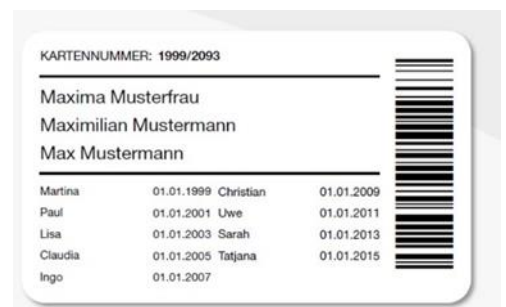 KARTENNUMMER: 1999/2093
Maxima Musterfrau
Maximilian Mustermann
Max Mustermann
Martina 01.01.1999 Christian 01.01.2009
Paul 01.01.2001 Uwe 01.01.2011
Lisa 01.01.2003 Sarah 01.01.2013
Claudia 01.01.2005 Tatjana 01.01.2015
Ingo 01.01.2007